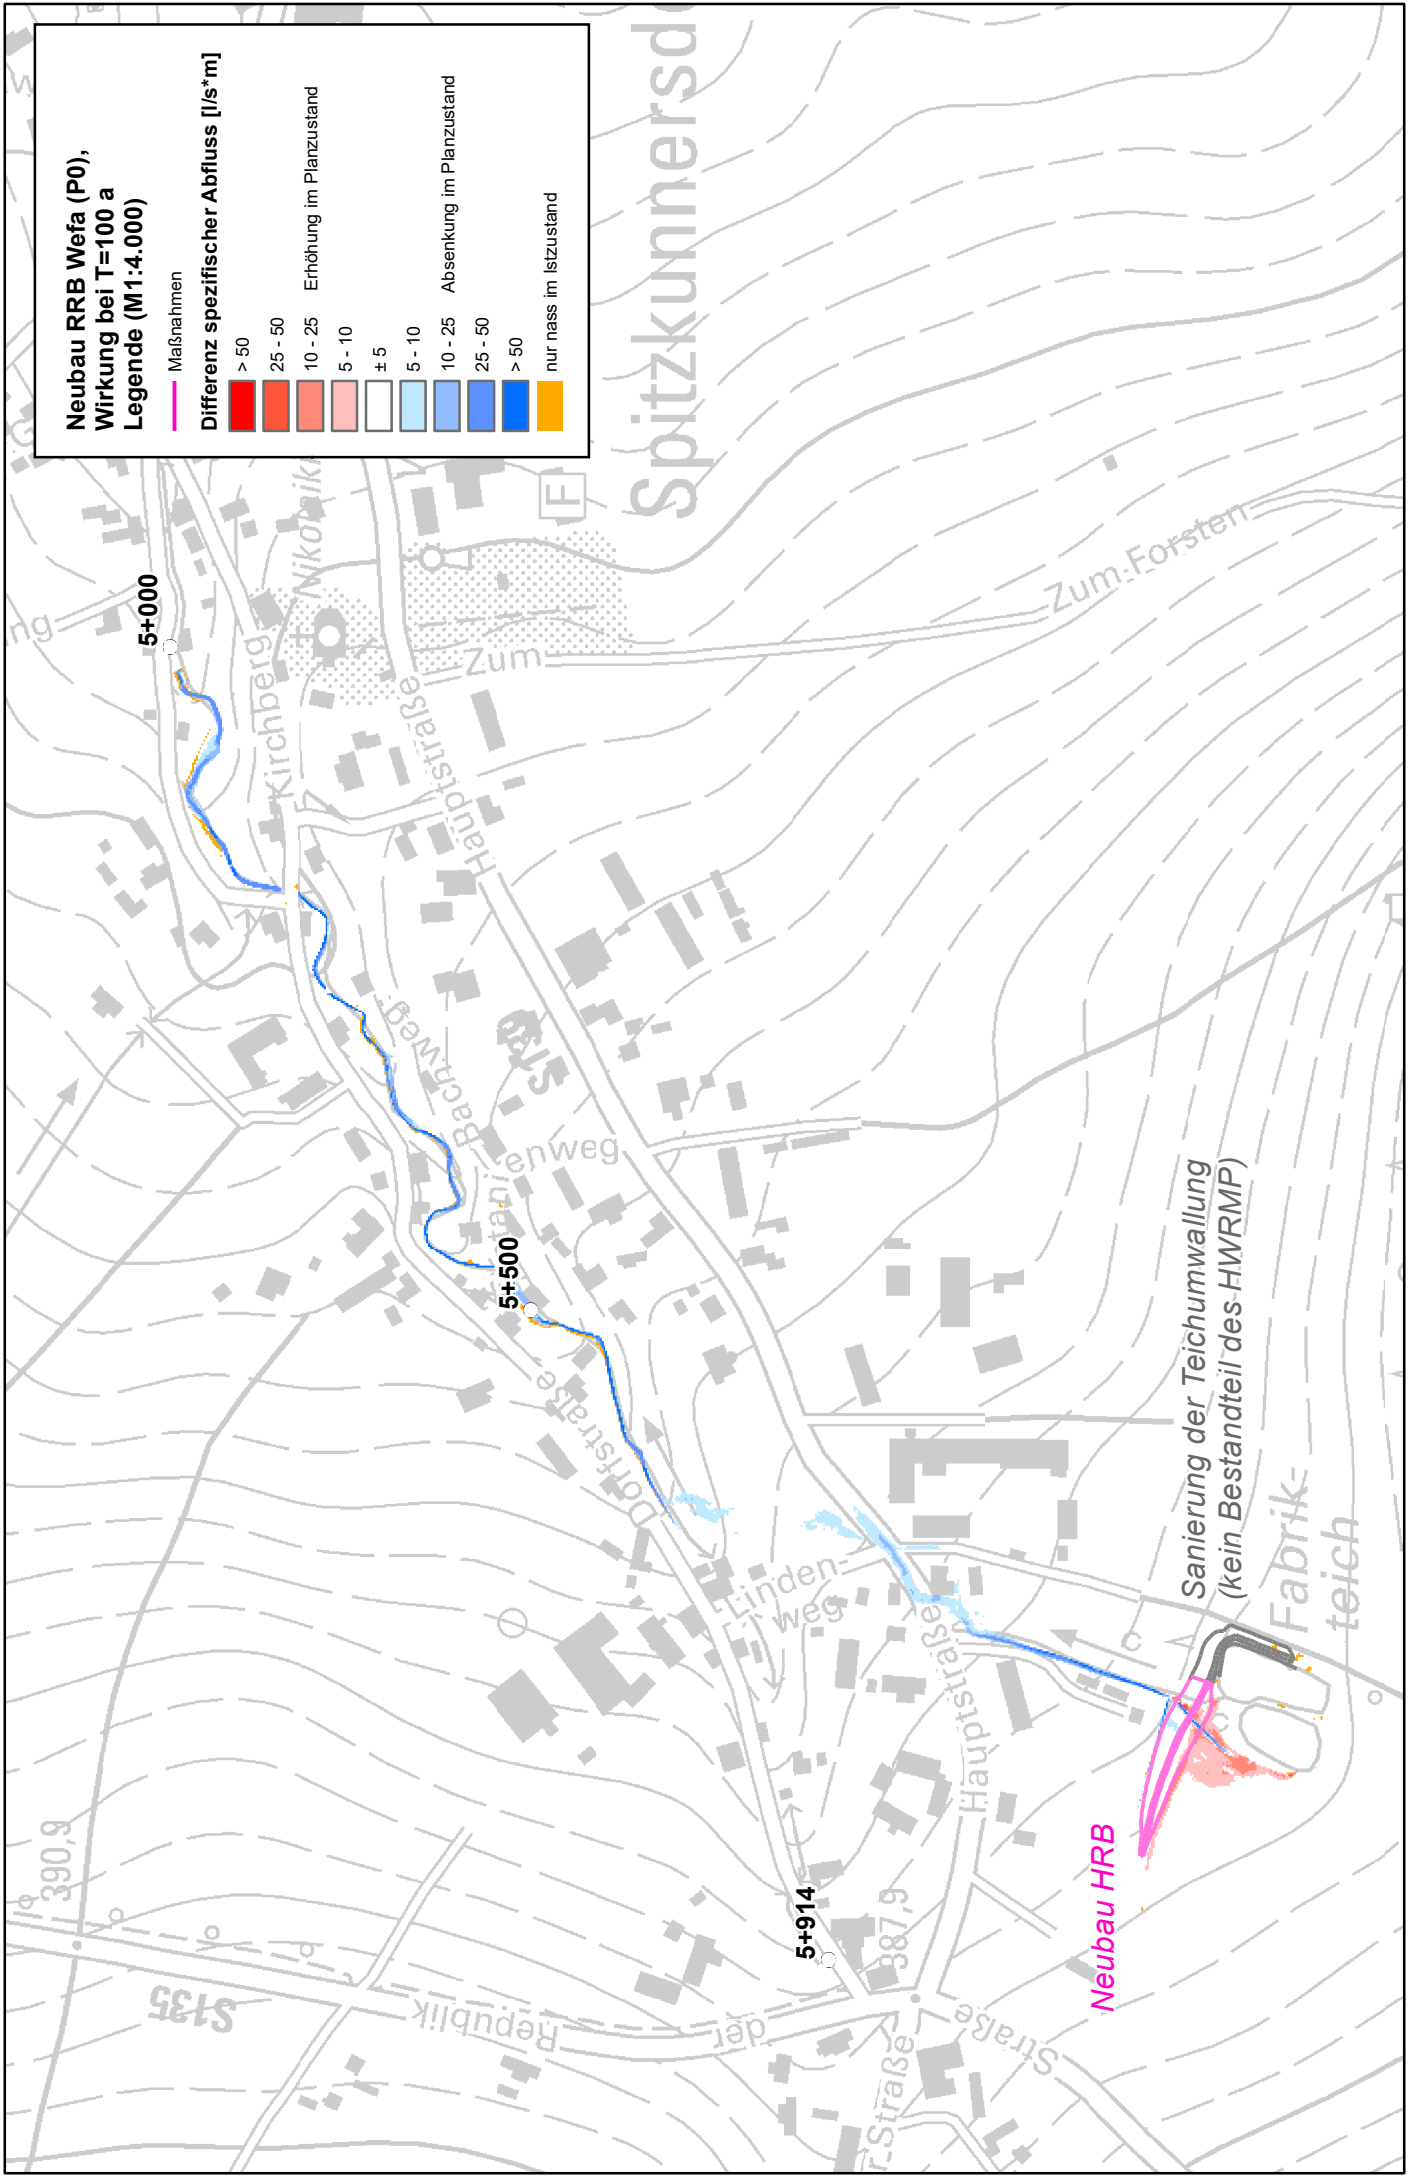 Neubau RRB Wefa (P0),
Wirkung bei T=100 a
Legende (M1:4.000)
Maßnahmen
Differenz spezifischer Abfluss [l/s*m]
> 50
25 - 50
10 - 25 Erhöhung im Planzustand
5 - 10
± 5
5 - 10
10 - 25 Absenkung im Planzustand
25 - 50
> 50
nur nass im Istzustand
Spitzkunnersd
F
ng
5+000
Kirchberg
Zum
Zum-Forsten
Hauptstraße
Bachweg
S135
enweg
5+500
Dorfstraße
Linden-
weg
Hauptstraße
Hauptstraße
Sanierung der Teichumwallung
(kein Bestandteil des HWRMP)
Fabrik-
teich
C
C
Neubau HRB
5+914
387,9
390,9
S135
Straße
der
Republik
r Straße